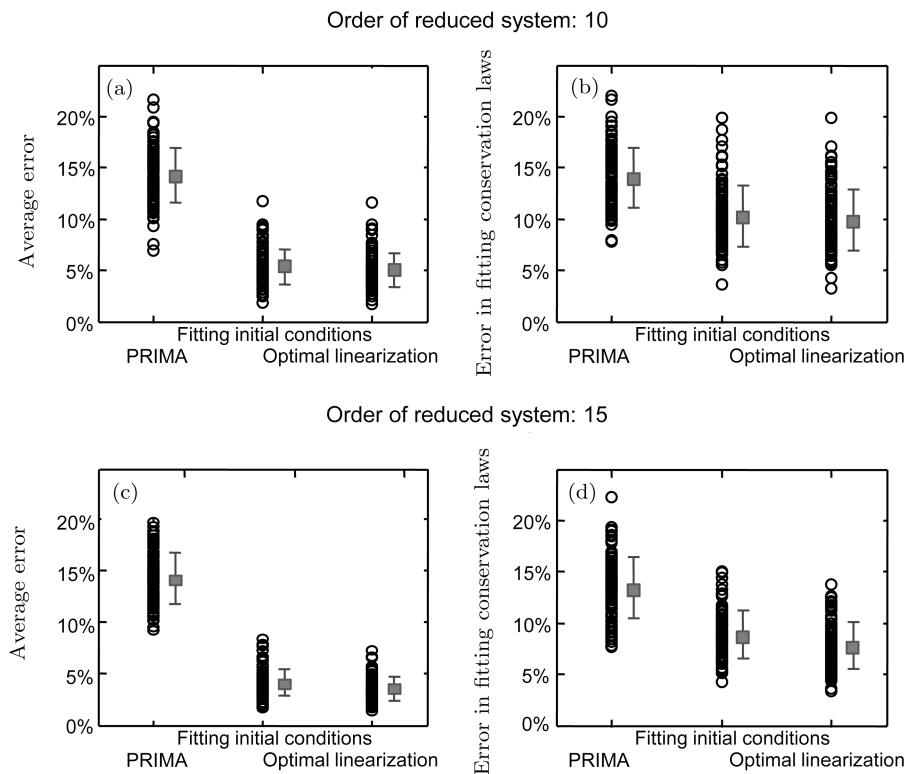 Order of reduced system: 10
(a)
Average error
20%
15%
10%
5%
0%
Fitting initial conditions
PRIMA
Optimal linearization
(b)
Error in fitting conservation laws
20%
15%
10%
5%
0%
Fitting initial conditions
PRIMA
Optimal linearization
Order of reduced system: 15
(c)
Average error
20%
15%
10%
5%
0%
Fitting initial conditions
PRIMA
Optimal linearization
(d)
Error in fitting conservation laws
20%
15%
10%
5%
0%
Fitting initial conditions
PRIMA
Optimal linearization